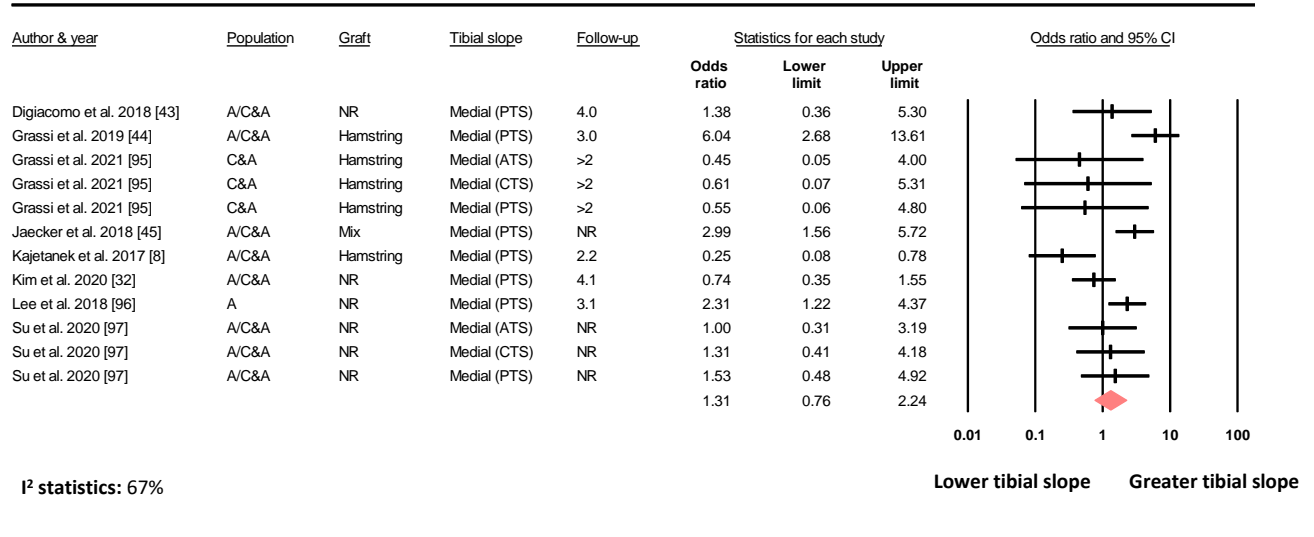 Author & year Population Graft Tibial slope Follow-up Statistics for each study Odds ratio and 95% CI
Odds ratio Lower limit Upper limit
Digiacomo et al. 2018 [43] A/C&A NR Medial (PTS) 4.0 1.38 0.36 5.30
Grassi et al. 2019 [44] A/C&A Hamstring Medial (PTS) 3.0 6.04 2.68 13.61
Grassi et al. 2021 [95] C&A Hamstring Medial (ATS) >2 0.45 0.05 4.00
Grassi et al. 2021 [95] C&A Hamstring Medial (CTS) >2 0.61 0.07 5.31
Grassi et al. 2021 [95] C&A Hamstring Medial (PTS) >2 0.55 0.06 4.80
Jaecker et al. 2018 [45] A/C&A Mix Medial (PTS) NR 2.99 1.56 5.72
Kajetanek et al. 2017 [8] A/C&A Hamstring Medial (PTS) 2.2 0.25 0.08 0.78
Kim et al. 2020 [32] A/C&A NR Medial (PTS) 4.1 0.74 0.35 1.55
Lee et al. 2018 [96] A NR Medial (PTS) 3.1 2.31 1.22 4.37
Su et al. 2020 [97] A/C&A NR Medial (ATS) NR 1.00 0.31 3.19
Su et al. 2020 [97] A/C&A NR Medial (CTS) NR 1.31 0.41 4.18
Su et al. 2020 [97] A/C&A NR Medial (PTS) NR 1.53 0.48 4.92
1.31 0.76 2.24
0.01 0.1 1 10 100
I² statistics: 67% Lower tibial slope Greater tibial slope